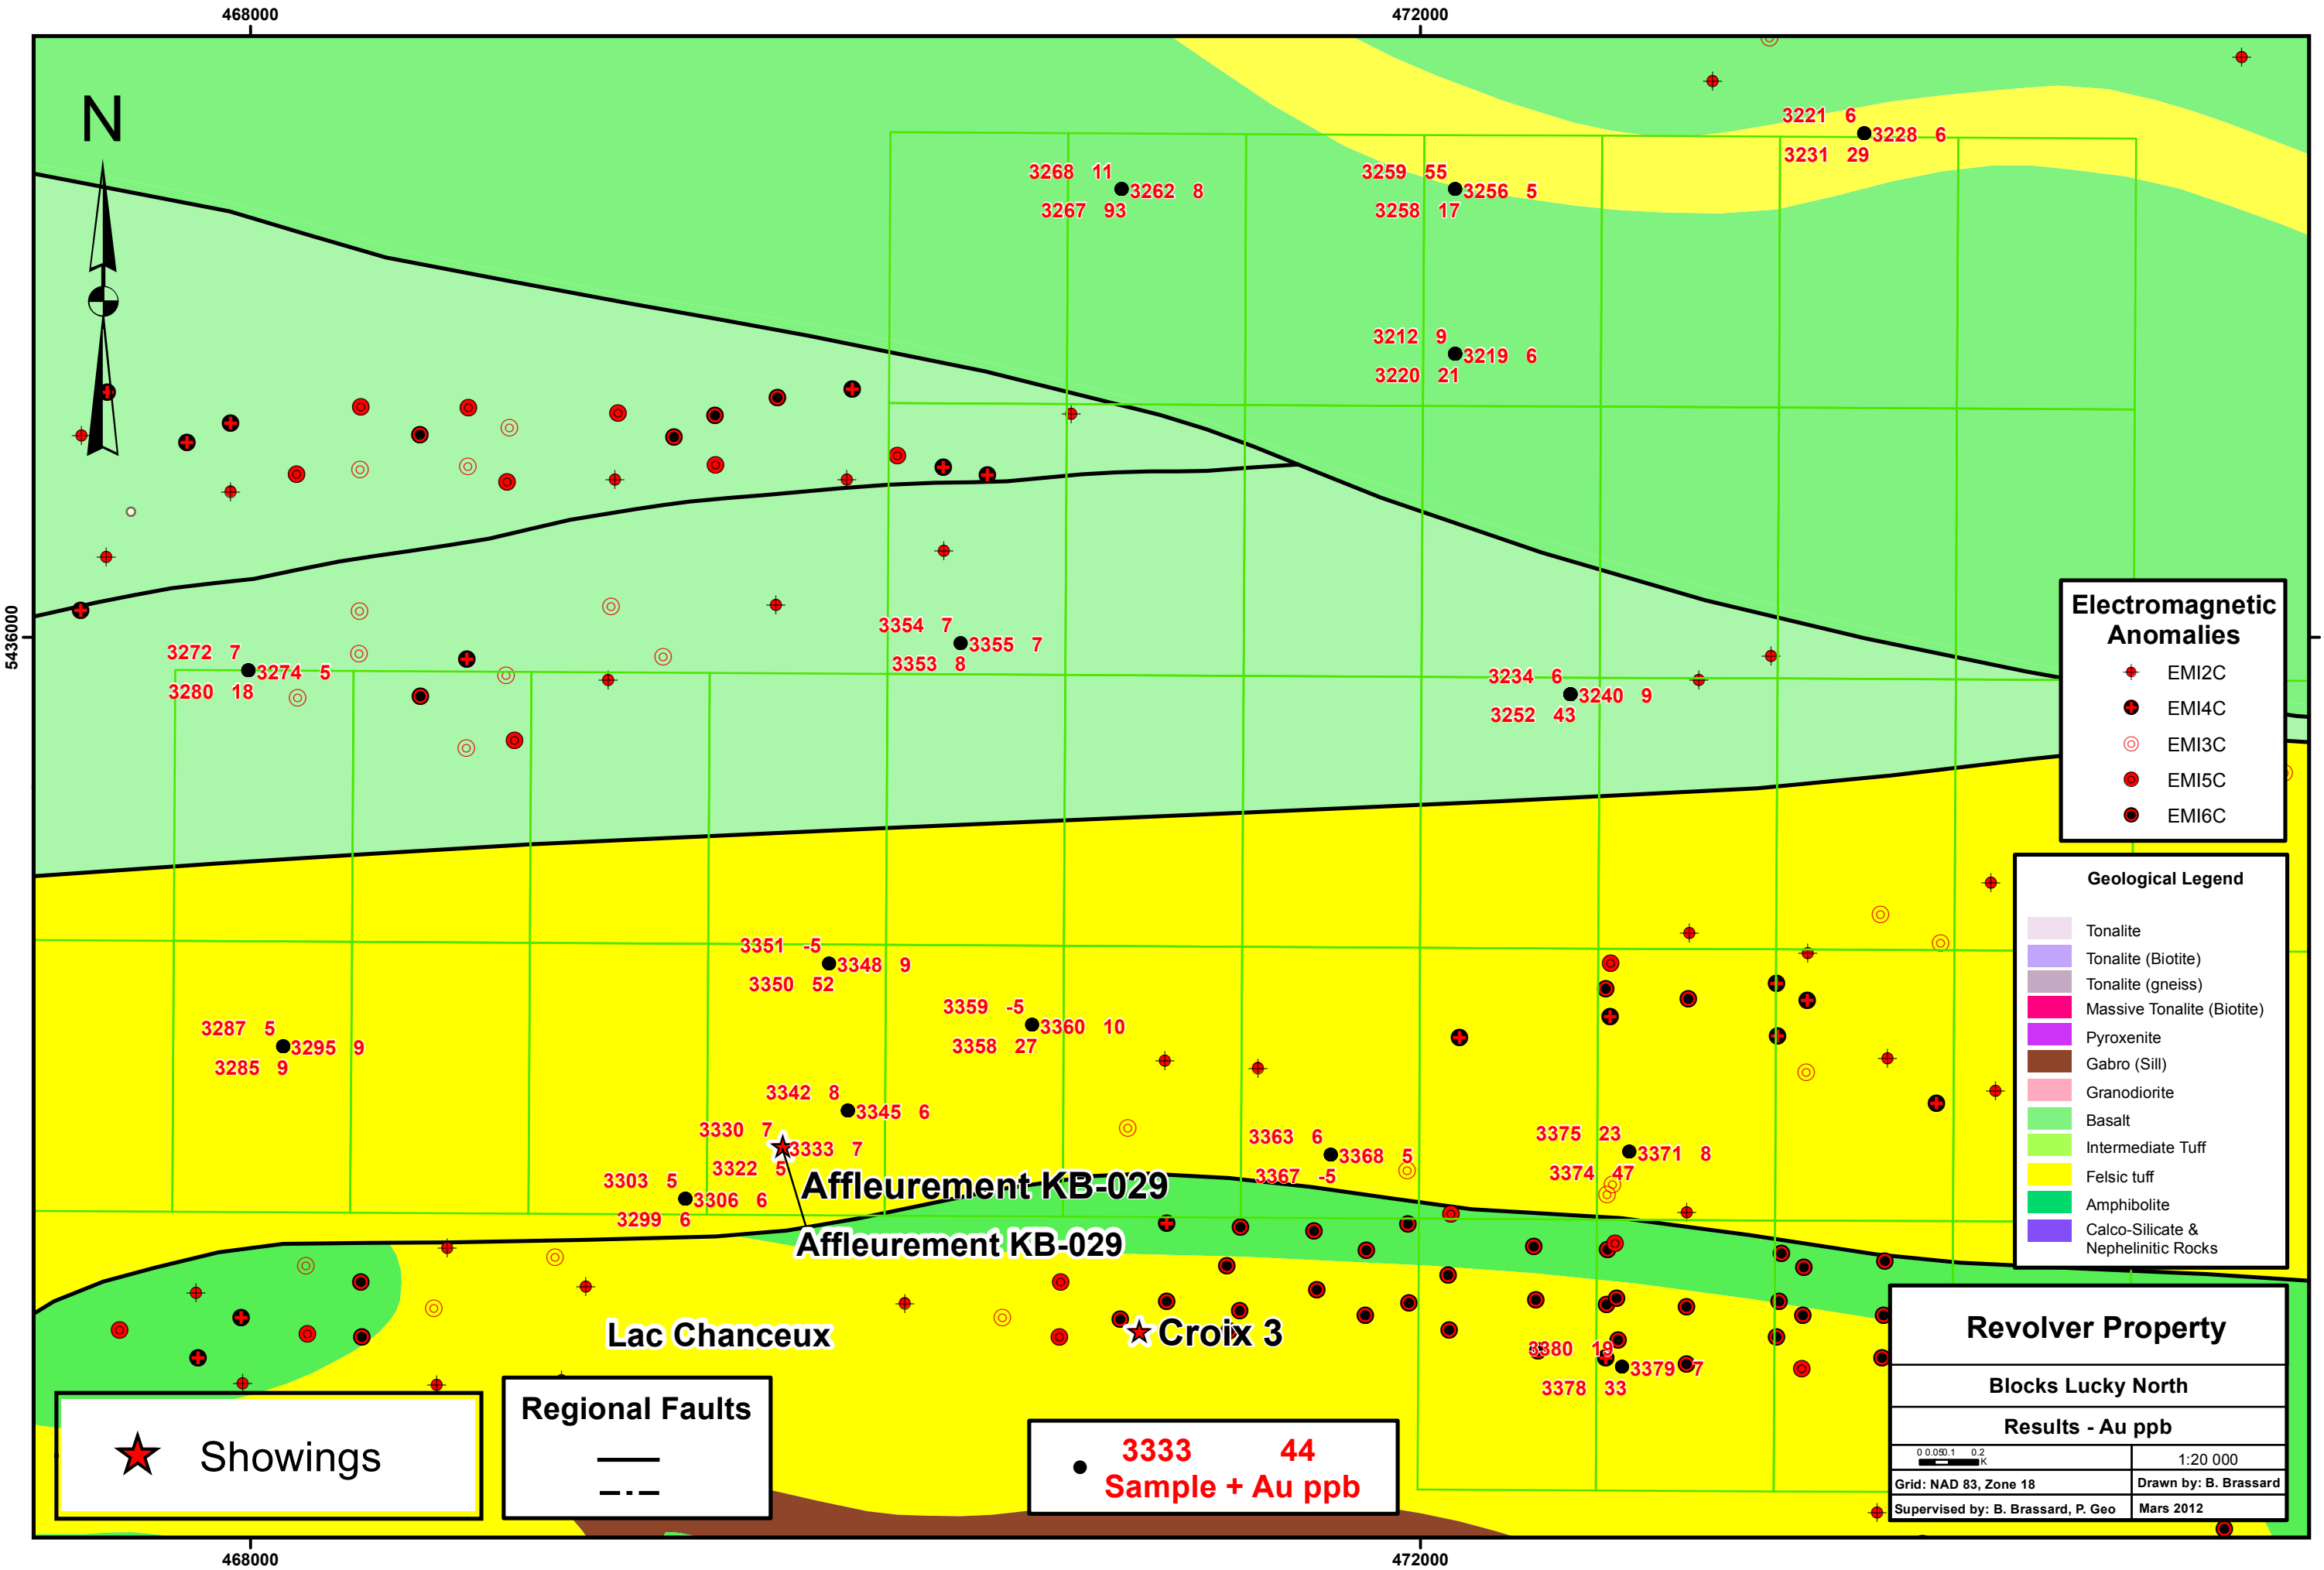 468000 472000
N
3221 6
3228 6
3231 29
3268 11
3262 8
3267 93
3259 55
3256 5
3258 17
3212 9
3219 6
3220 21
5436000
3354 7
3355 7
3353 8
3272 7
3274 5
3280 18
3234 6
3240 9
3252 43
Electromagnetic
Anomalies
EMI2C
EMI4C
EMI3C
EMI5C
EMI6C
Geological Legend
Tonalite
Tonalite (Biotite)
Tonalite (gneiss)
Massive Tonalite (Biotite)
Pyroxenite
Gabro (Sill)
Granodiorite
Basalt
Intermediate Tuff
Felsic tuff
Amphibolite
Calco-Silicate &
Nephelinitic Rocks
3351 -5
3348 9
3350 52
3359 -5
3360 10
3358 27
3287 5
3295 9
3285 9
3342 8
3345 6
3330 7
3333 7
3322 5
3303 5
3306 6
3299 6
3363 6
3368 5
3367 -5
3375 23
3371 8
3374 47
Affleurement KB-029
Affleurement KB-029
Lac Chanceux
Croix 3
3380 19
3379 7
3378 33
Showings
Regional Faults
3333 44
Sample + Au ppb
Revolver Property
Blocks Lucky North
Results - Au ppb
0 0.05 0.1 0.2
K
1:20 000
Grid: NAD 83, Zone 18
Drawn by: B. Brassard
Supervised by: B. Brassard, P. Geo
Mars 2012
468000 472000